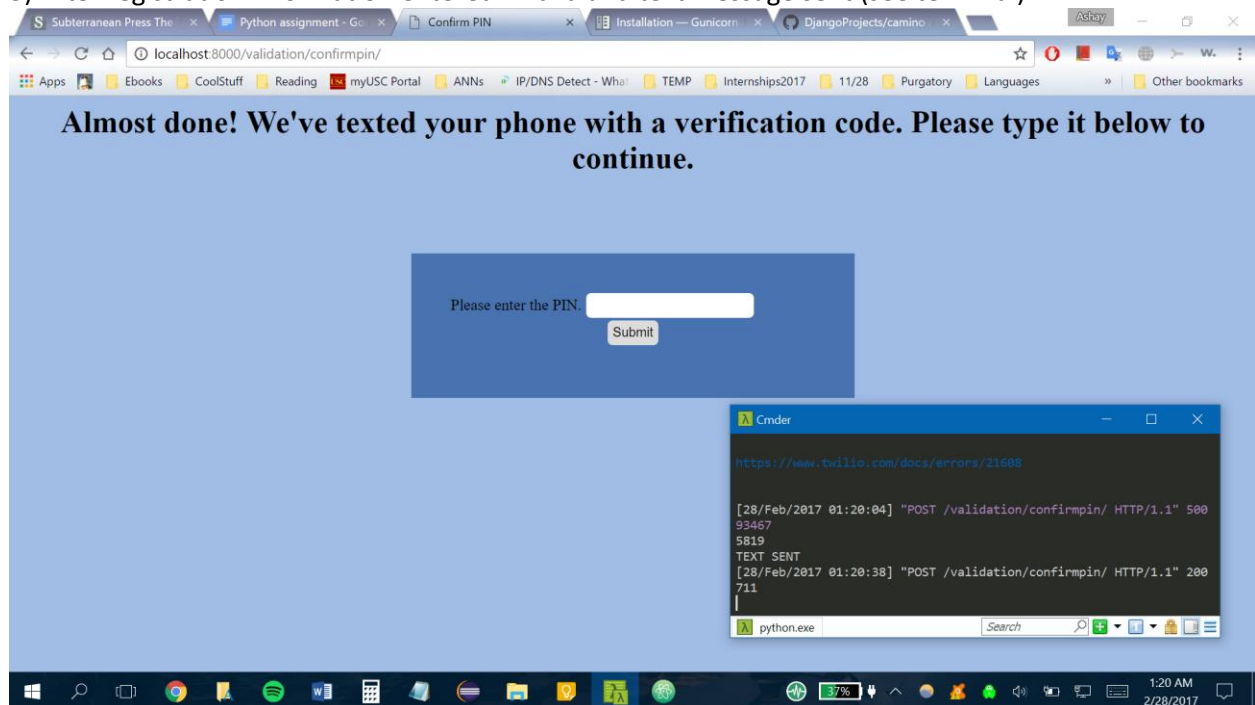 Subterranean Press The
Python assignment - Go
Confirm PIN
Installation — Gunicorn
DjangoProjects/camino
Ashay
localhost:8000/validation/confirmpin/
W.
Apps
Ebooks
CoolStuff
Reading
myUSC Portal
ANNs
IP/DNS Detect - What
TEMP
Internships2017
11/28
Purgatory
Languages
»
Other bookmarks
Almost done! We've texted your phone with a verification code. Please type it below to
continue.
Please enter the PIN.
Submit
Cmder
https://www.twilio.com/docs/errors/21608
[28/Feb/2017 01:20:04] "POST /validation/confirmpin/ HTTP/1.1" 500
93467
5819
TEXT SENT
[28/Feb/2017 01:20:38] "POST /validation/confirmpin/ HTTP/1.1" 200
711
python.exe
Search
37%
1:20 AM
2/28/2017